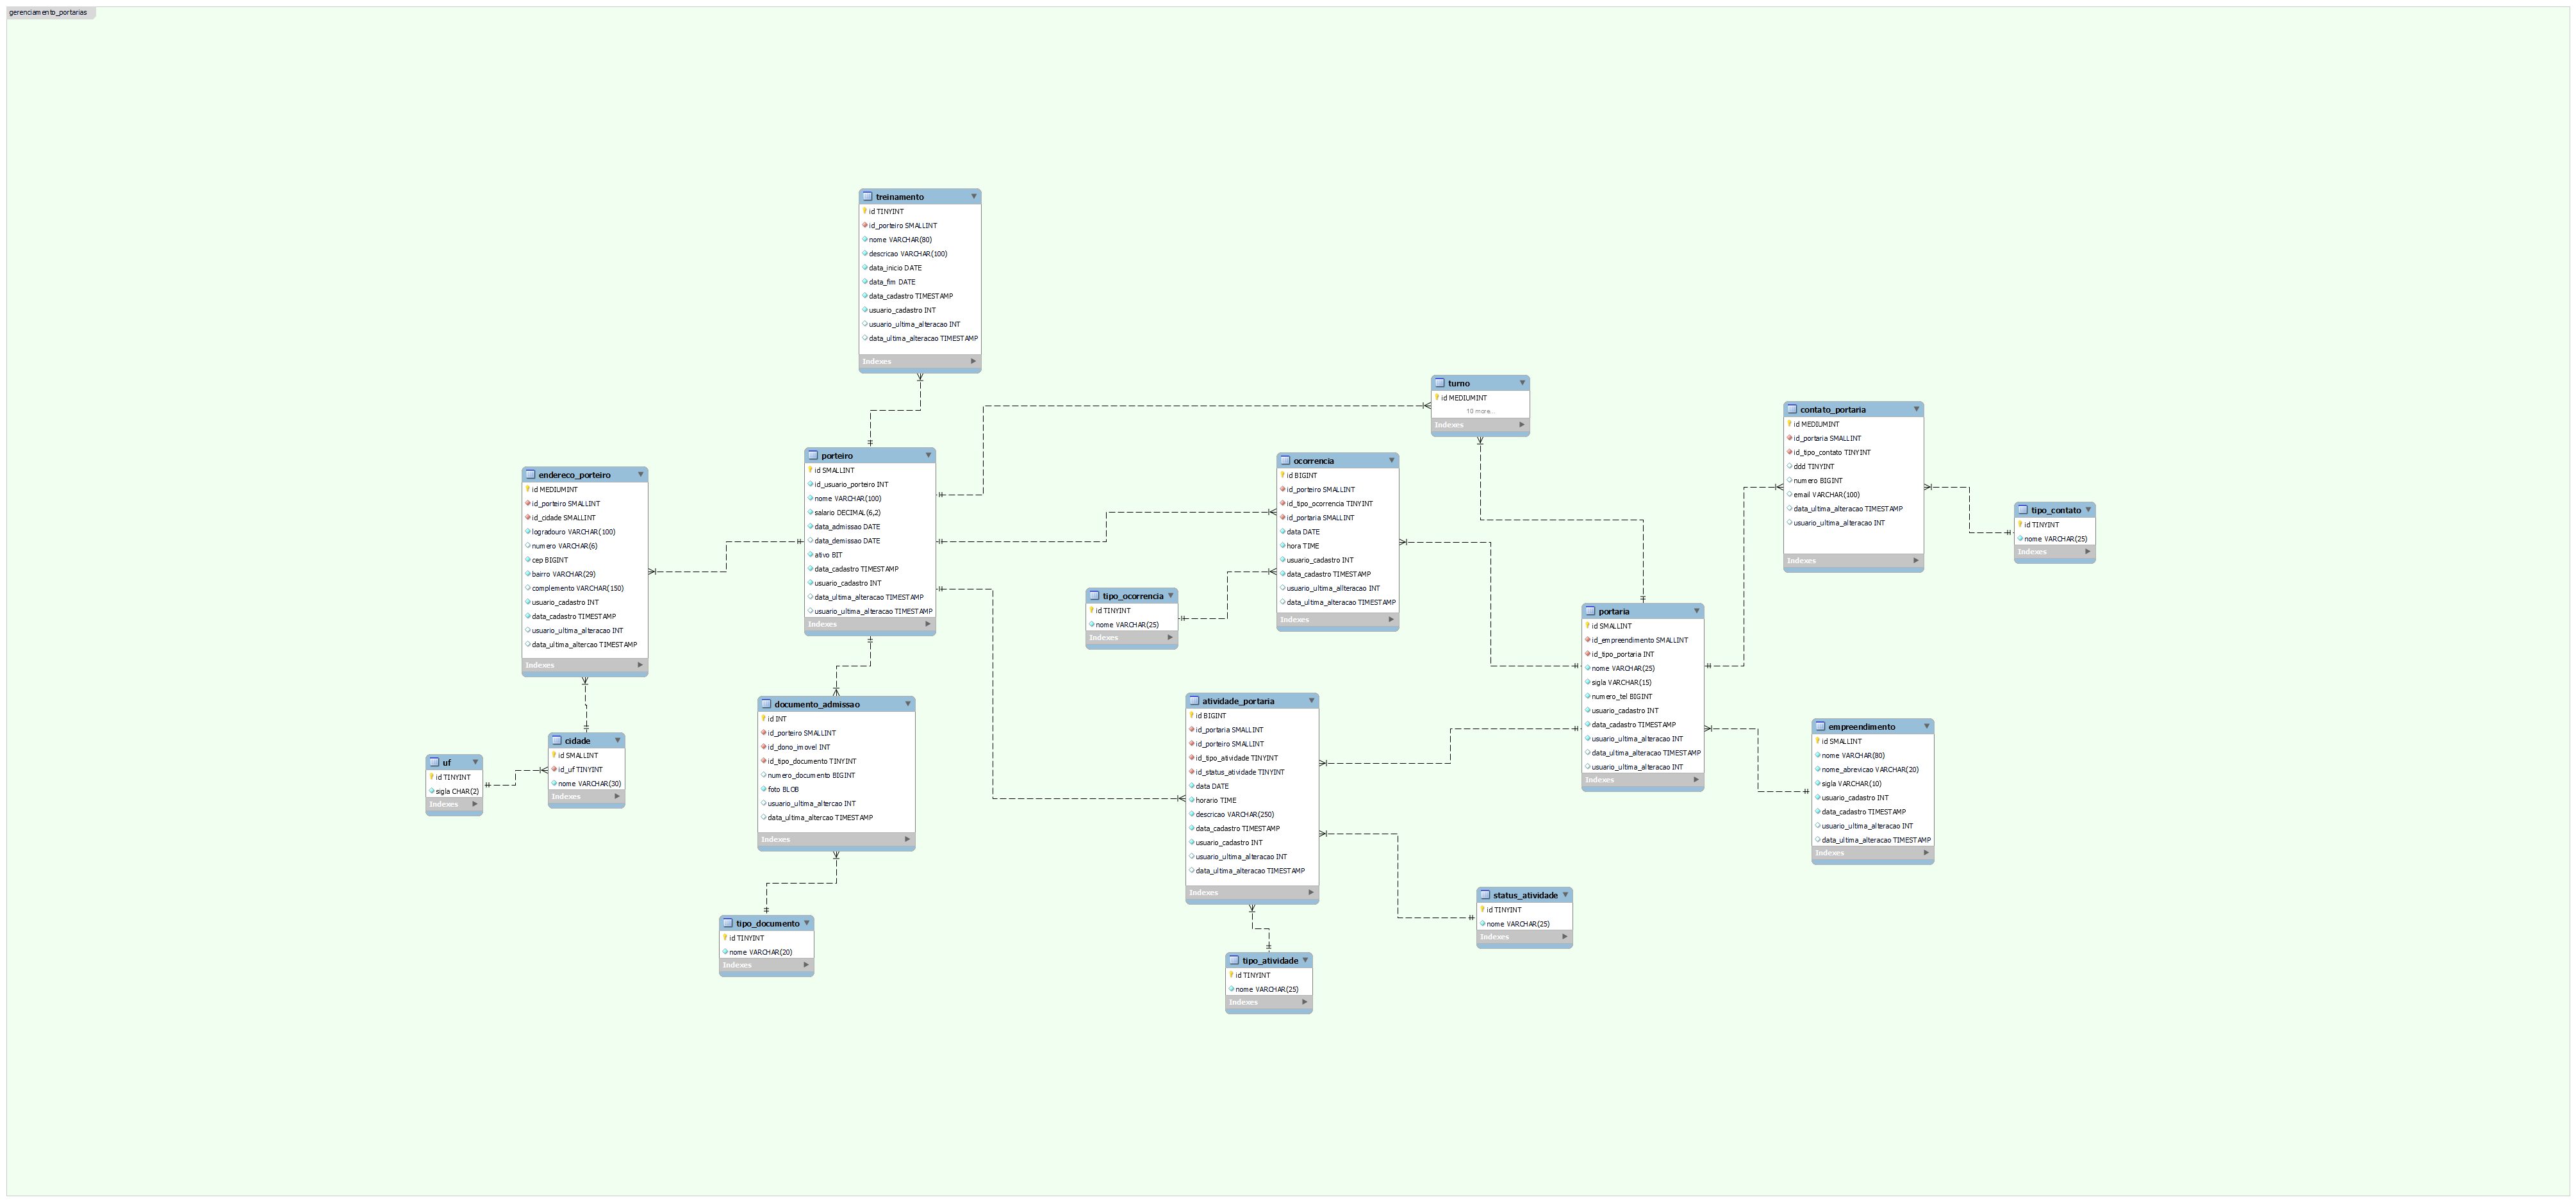 gerenciamento_portarias
treinamento
id TINYINT
id_porteiro SMALLINT
nome VARCHAR(80)
descricao VARCHAR(100)
data_inicio DATE
data_fim DATE
data_cadastro TIMESTAMP
usuario_cadastro INT
usuario_ultima_alteracao INT
data_ultima_alteracao TIMESTAMP
Indexes
turno
id MEDIUMINT
10 more...
Indexes
contato_portaria
id MEDIUMINT
id_portaria SMALLINT
id_tipo_contato TINYINT
ddd TINYINT
numero BIGINT
email VARCHAR(100)
data_ultima_alteracao TIMESTAMP
usuario_ultima_alteracao INT
Indexes
tipo_contato
id TINYINT
nome VARCHAR(25)
Indexes
porteiro
id SMALLINT
id_usuario_porteiro INT
nome VARCHAR(100)
salario DECIMAL(6,2)
data_admissao DATE
data_demissao DATE
ativo BIT
data_cadastro TIMESTAMP
usuario_cadastro INT
data_ultima_alteracao TIMESTAMP
usuario_ultima_alteracao TIMESTAMP
Indexes
ocorrencia
id BIGINT
id_porteiro SMALLINT
id_tipo_ocorrencia TINYINT
id_portaria SMALLINT
data DATE
hora TIME
usuario_cadastro INT
data_cadastro TIMESTAMP
usuario_ultima_allteracao INT
data_ultima_alteracao TIMESTAMP
Indexes
endereco_porteiro
id MEDIUMINT
id_porteiro SMALLINT
id_cidade SMALLINT
logradouro VARCHAR(100)
numero VARCHAR(6)
cep BIGINT
bairro VARCHAR(29)
complemento VARCHAR(150)
usuario_cadastro INT
data_cadastro TIMESTAMP
usuario_ultima_alteracao INT
data_ultima_altercao TIMESTAMP
Indexes
tipo_ocorrencia
id TINYINT
nome VARCHAR(25)
Indexes
portaria
id SMALLINT
id_empreendimento SMALLINT
id_tipo_portaria INT
nome VARCHAR(25)
sigla VARCHAR(15)
numero_tel BIGINT
usuario_cadastro INT
data_cadastro TIMESTAMP
usuario_ultima_alteracao INT
data_ultima_alteracao TIMESTAMP
usuario_ultima_alteracao INT
Indexes
documento_admissao
id INT
id_porteiro SMALLINT
id_dono_imovel INT
id_tipo_documento TINYINT
numero_documento BIGINT
foto BLOB
usuario_ultima_altercao INT
data_ultima_altercao TIMESTAMP
Indexes
atividade_portaria
id BIGINT
id_portaria SMALLINT
id_porteiro SMALLINT
id_tipo_atividade TINYINT
id_status_atividade TINYINT
data DATE
horario TIME
descricao VARCHAR(250)
data_cadastro TIMESTAMP
usuario_cadastro INT
usuario_ultima_alteracao INT
data_ultima_alteracao TIMESTAMP
Indexes
empreendimento
id SMALLINT
nome VARCHAR(80)
nome_abrevicao VARCHAR(20)
sigla VARCHAR(10)
usuario_cadastro INT
data_cadastro TIMESTAMP
usuario_ultima_alteracao INT
data_ultima_alteracao TIMESTAMP
Indexes
cidade
id SMALLINT
id_uf TINYINT
nome VARCHAR(30)
Indexes
uf
id TINYINT
sigla CHAR(2)
Indexes
status_atividade
id TINYINT
nome VARCHAR(25)
Indexes
tipo_documento
id TINYINT
nome VARCHAR(20)
Indexes
tipo_atividade
id TINYINT
nome VARCHAR(25)
Indexes